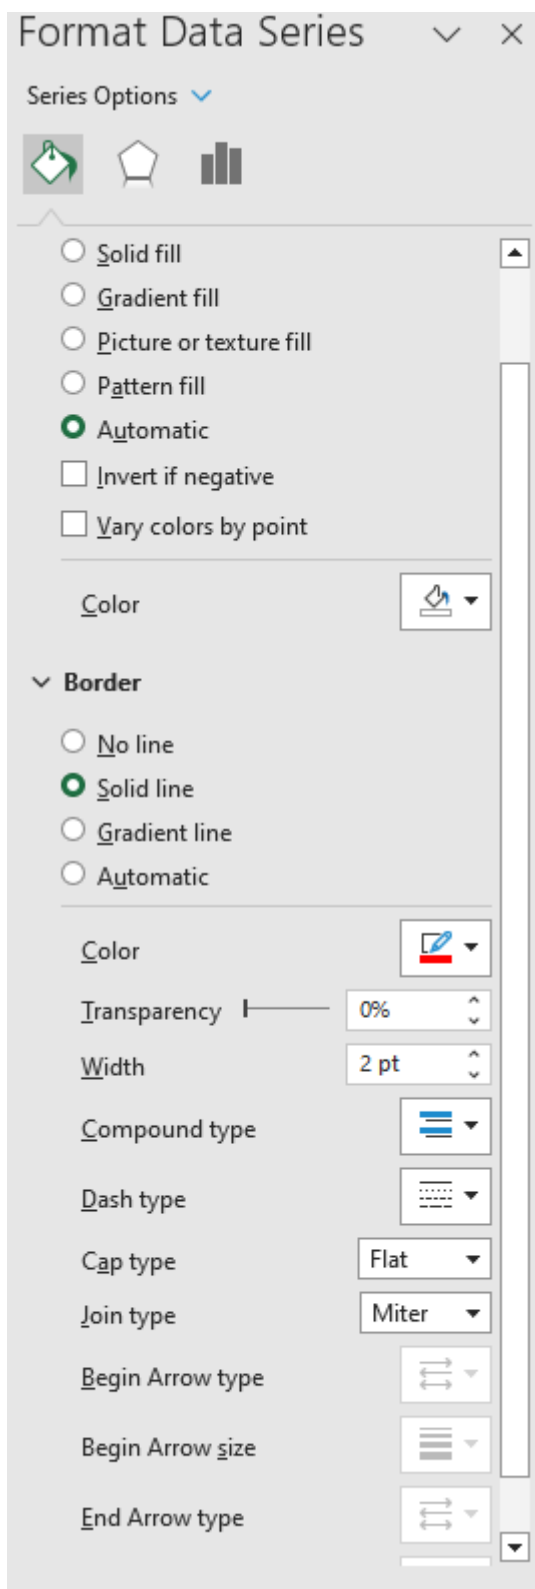 Format Data Series
Series Options
Solid fill
Gradient fill
Picture or texture fill
Pattern fill
Automatic
Invert if negative
Vary colors by point
Color
Border
No line
Solid line
Gradient line
Automatic
Color
Transparency 0%
Width 2 pt
Compound type
Dash type
Cap type Flat
Join type Miter
Begin Arrow type
Begin Arrow size
End Arrow type